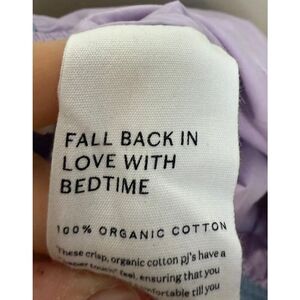 FALL BACK IN
LOVE WITH
BEDTIME
100% ORGANIC COTTON
These crisp, organic cotton pj's have a
feel, ensuring that you
comfortable till you